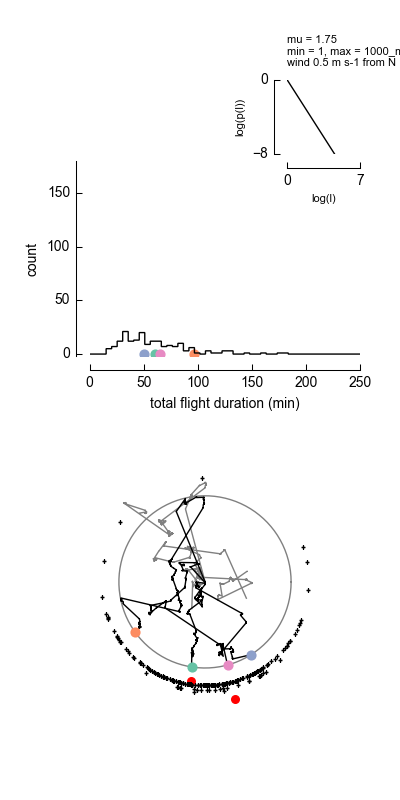 mu = 1.75
min = 1, max = 1000_m
wind 0.5 m s-1 from N
0
log(p(l))
−8
0 7
log(l)
150
100
count
50
0
0 50 100 150 200 250
total flight duration (min)